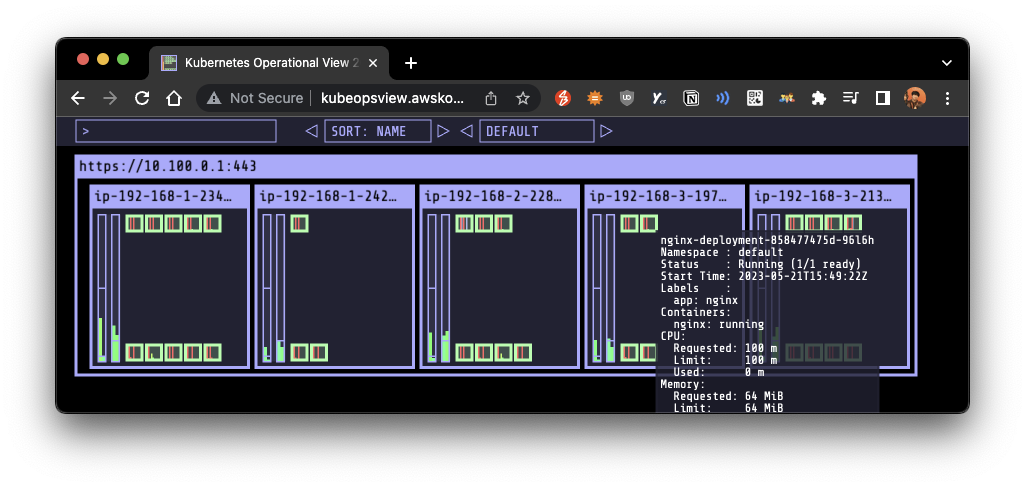 Kubernetes Operational View 2
Not Secure
kubeopsview.awsko...
>
SORT: NAME
DEFAULT
https://10.100.0.1:443
ip-192-168-1-234…
ip-192-168-1-242…
ip-192-168-2-228…
ip-192-168-3-197…
ip-192-168-3-213…
nginx-deployment-858477475d-96l6h
Namespace : default
Status : Running (1/1 ready)
Start Time: 2023-05-21T15:49:22Z
Labels :
app: nginx
Containers:
nginx: running
CPU:
Requested: 100 m
Limit: 100 m
Used: 0 m
Memory:
Requested: 64 MiB
Limit: 64 MiB